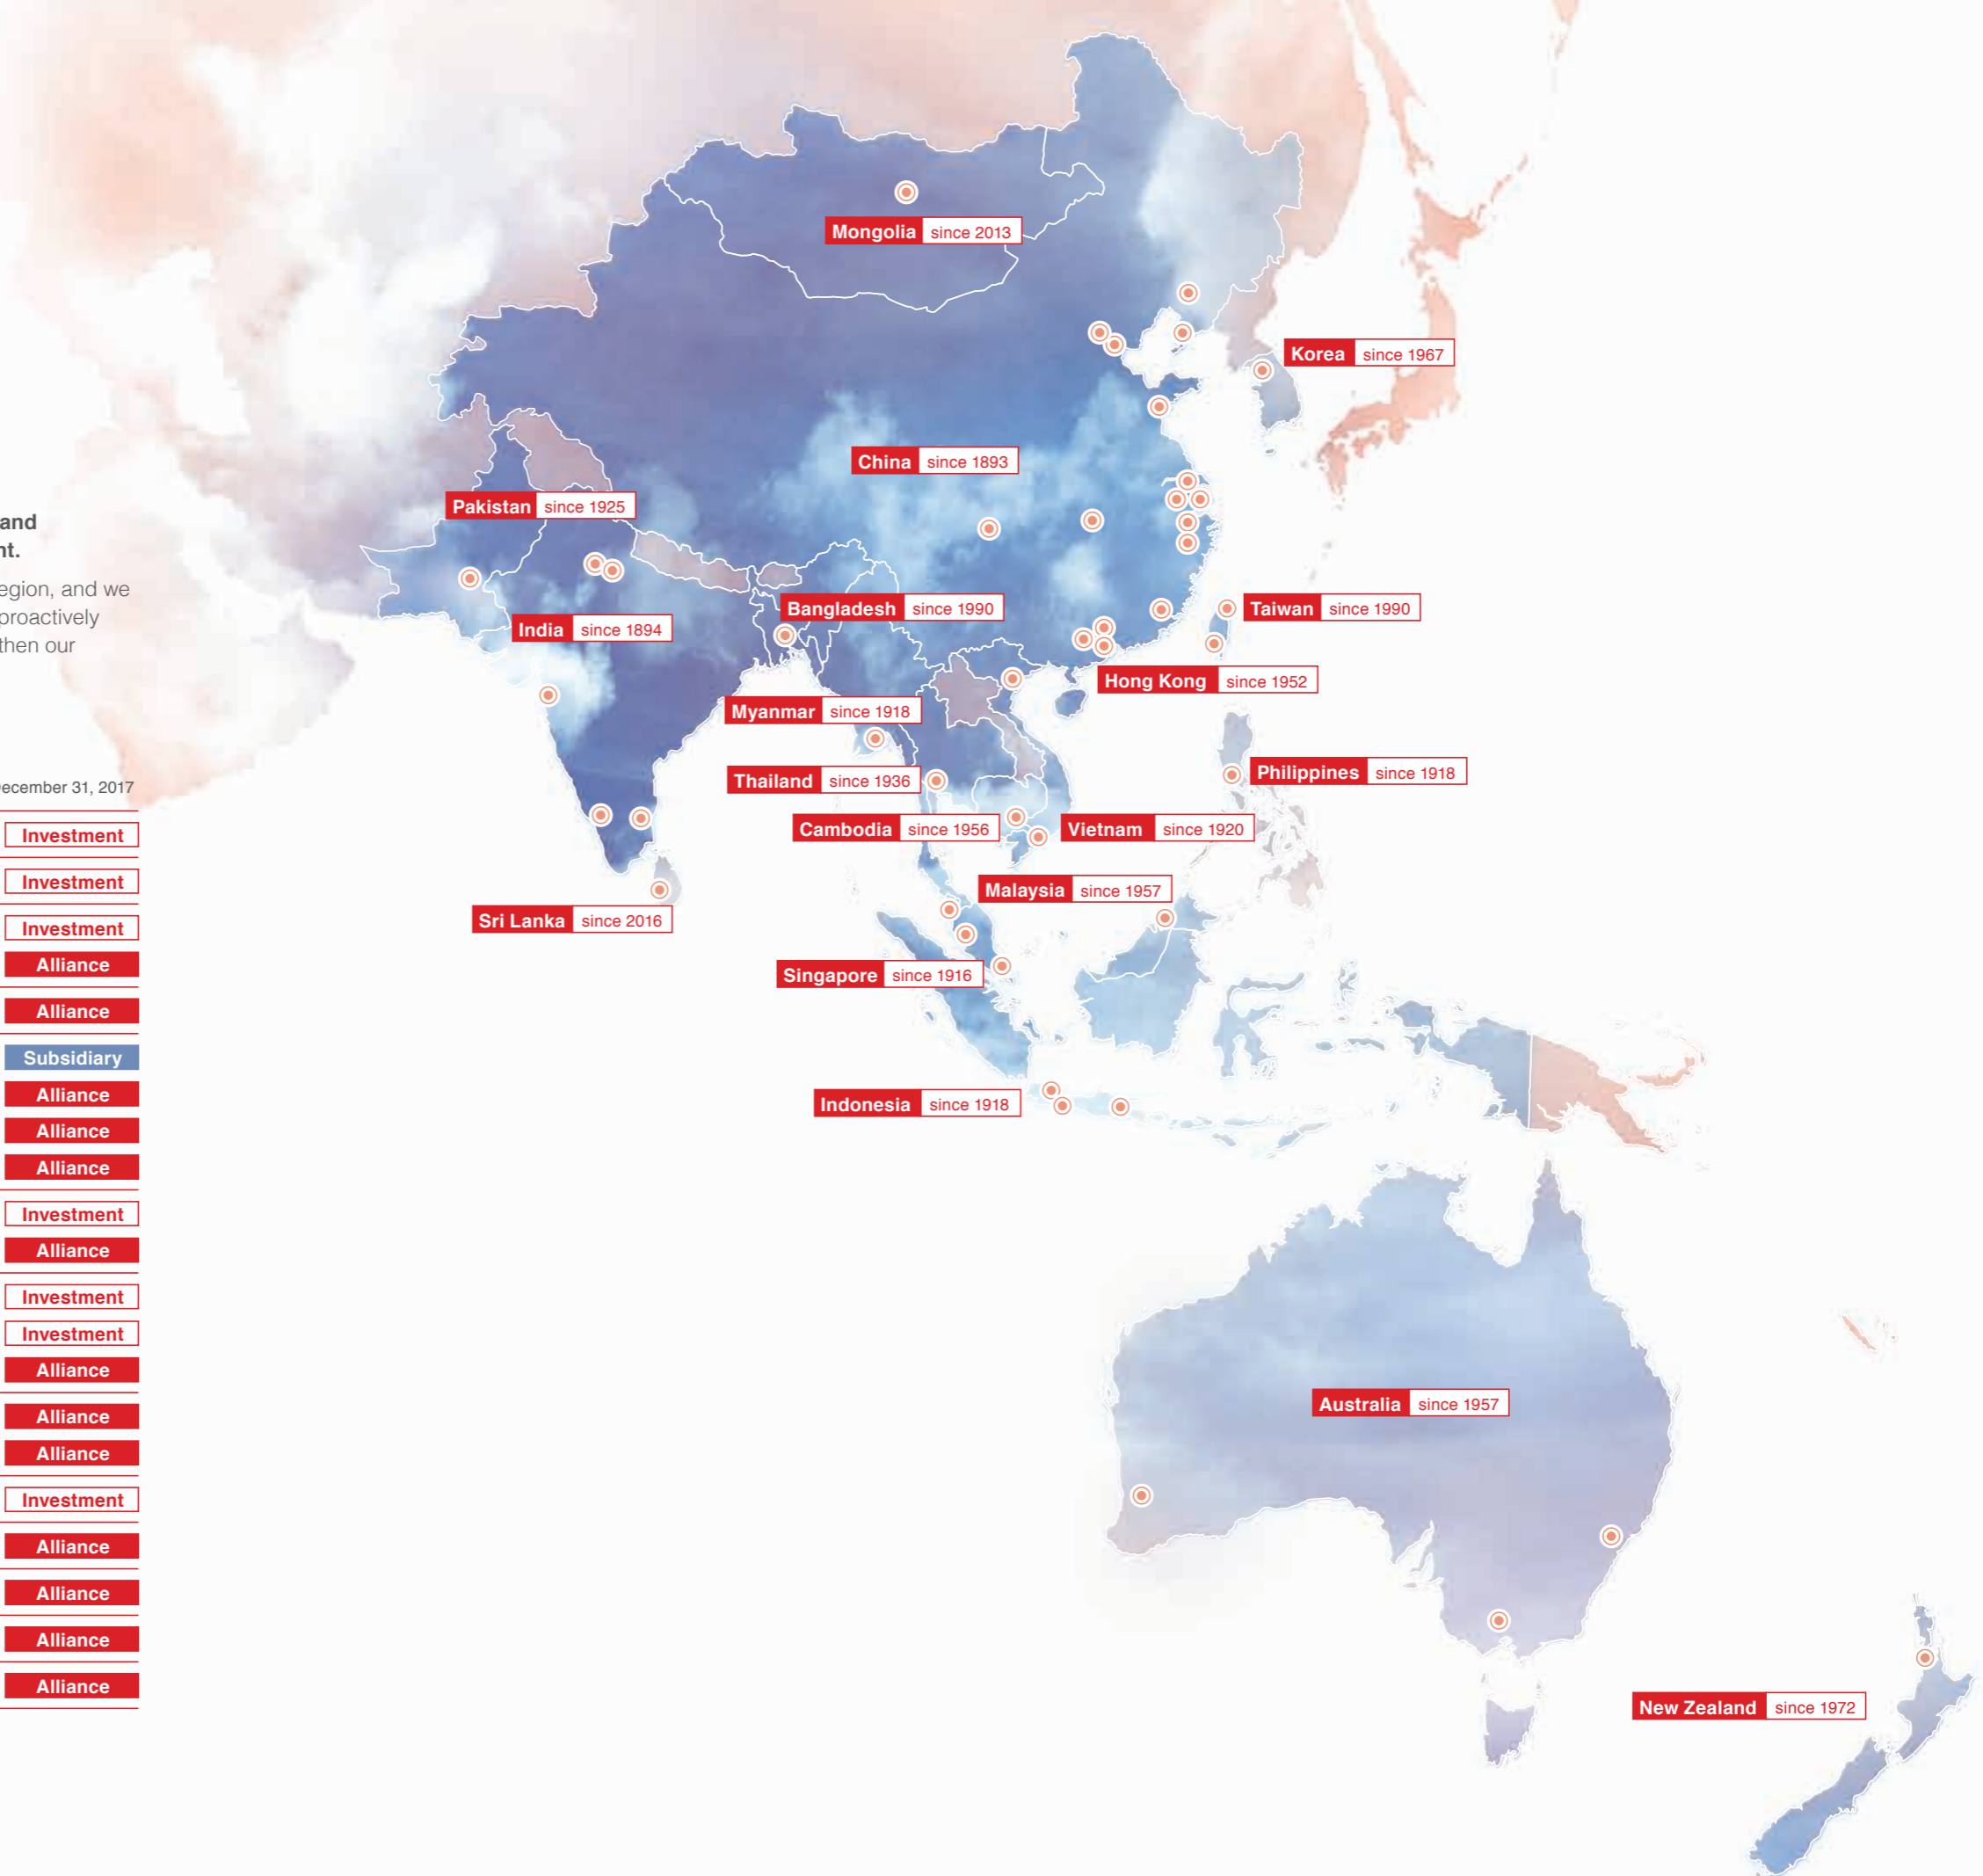 and
nt.
egion, and we
proactively
then our
ecember 31, 2017
Investment
Investment
Investment
Alliance
Alliance
Subsidiary
Alliance
Alliance
Alliance
Investment
Alliance
Investment
Investment
Alliance
Alliance
Alliance
Investment
Alliance
Alliance
Alliance
Alliance
Mongolia since 2013
Korea since 1967
China since 1893
Pakistan since 1925
Bangladesh since 1990
Taiwan since 1990
India since 1894
Hong Kong since 1952
Myanmar since 1918
Philippines since 1918
Thailand since 1936
Cambodia since 1956
Vietnam since 1920
Malaysia since 1957
Sri Lanka since 2016
Singapore since 1916
Indonesia since 1918
Australia since 1957
New Zealand since 1972